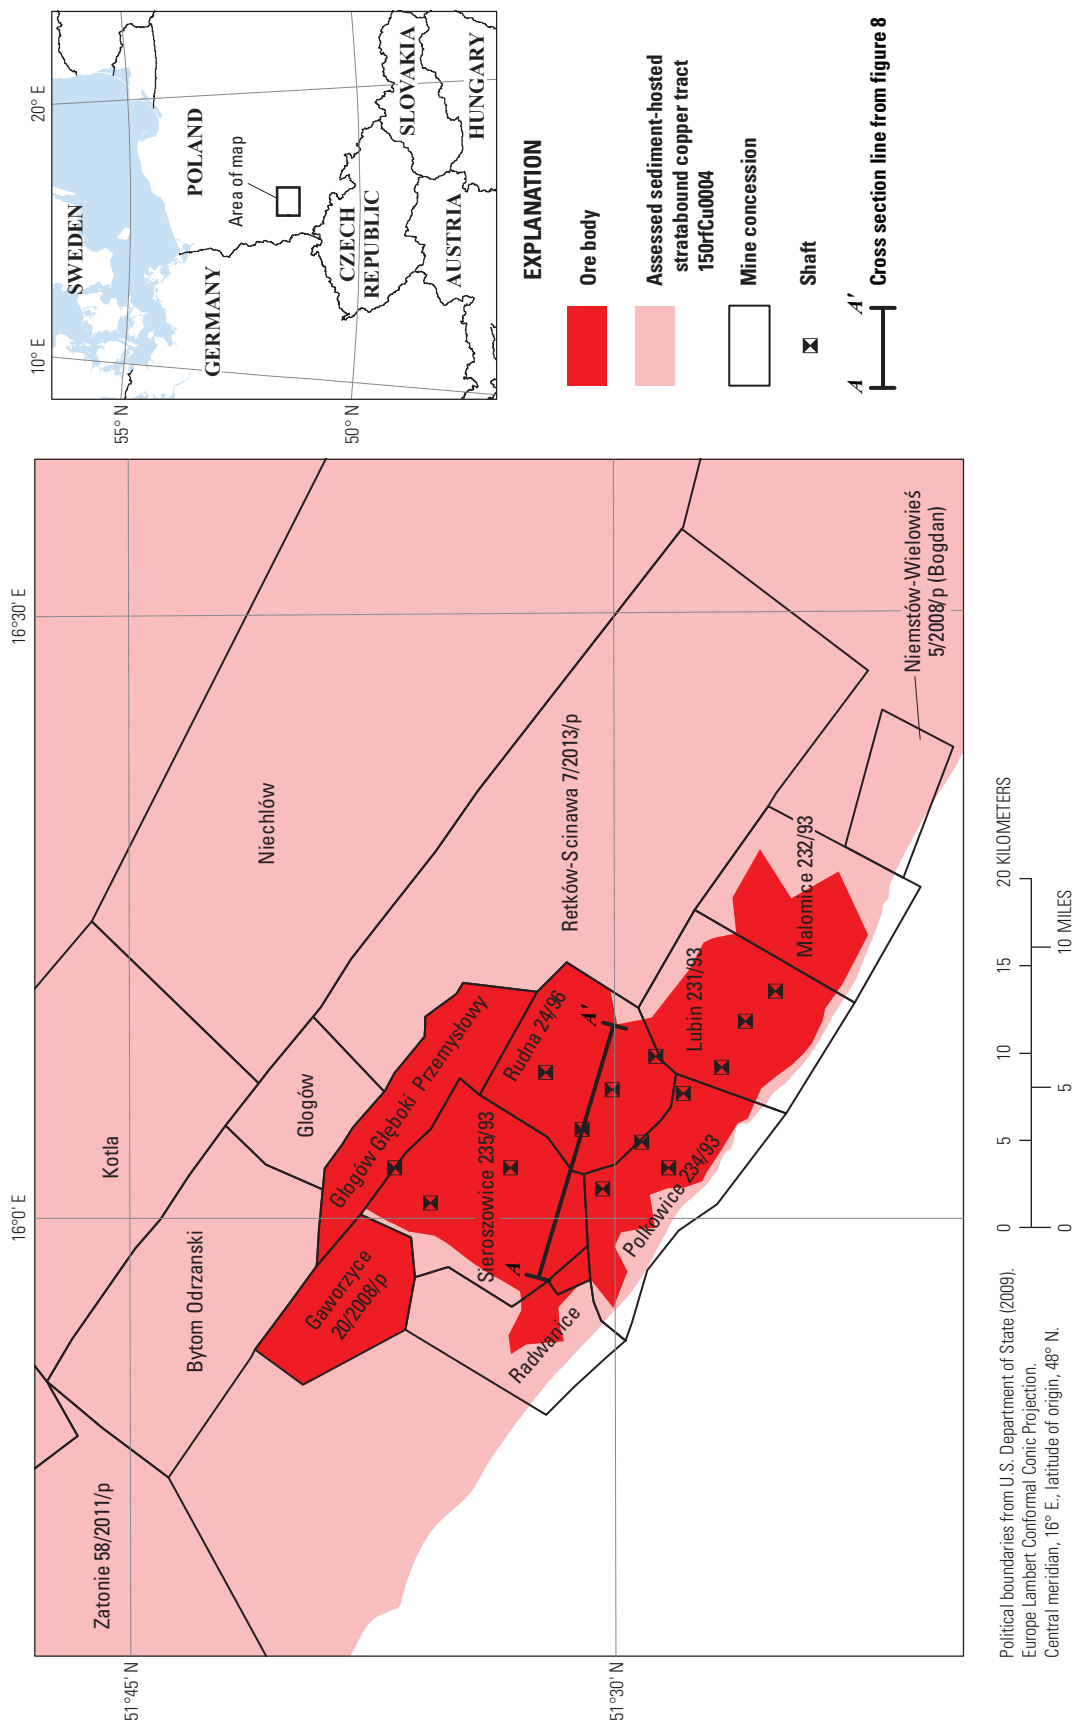 16°0' E
16°30' E
51°45' N
51°30' N
Zatonie 58/2011/p
Kotla
Bytom Odrzanski
Glogów
Niechlów
Gaworzyce
20/2008/p
Głogów Głęboki Przemysłowy
Sieroszowice 235/93
Rudna 24/96
Retków-Scinawa 7/2013/p
Radwanice
Polkowice 234/93
Lubin 231/93
Malomice 232/93
Niemstów-Wielowieś
5/2008/p (Bogdan)
A
A'
10° E
20° E
55° N
50° N
SWEDEN
POLAND
GERMANY
Area of map
CZECH
REPUBLIC
SLOVAKIA
AUSTRIA
HUNGARY
EXPLANATION
Ore body
Assessed sediment-hosted
stratabound copper tract
150rfCu0004
Mine concession
Shaft
A
A'
Cross section line from figure 8
Political boundaries from U.S. Department of State (2009).
Europe Lambert Conformal Conic Projection.
Central meridian, 16° E., latitude of origin, 48° N.
0 5 10 15 20 KILOMETERS
0 5 10 MILES